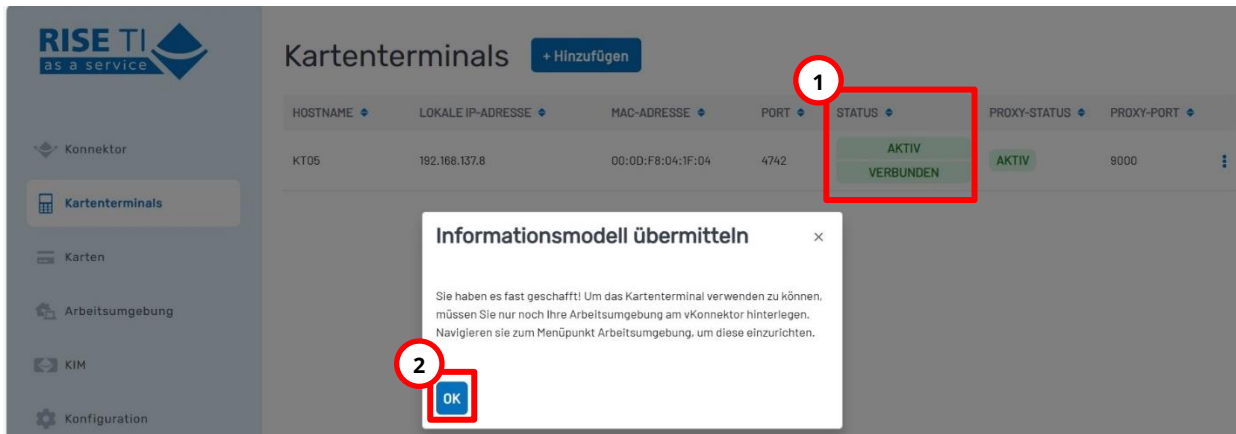 RISE TI
as a service
Kartenterminals
+ Hinzufügen
1
HOSTNAME LOKALE IP-ADRESSE MAC-ADRESSE PORT STATUS PROXY-STATUS PROXY-PORT
KT05 192.168.137.8 00:0D:F8:04:1F:04 4742 AKTIV AKTIV 9000
VERBUNDEN
Konnektor
Kartenterminals
Karten
Arbeitsumgebung
KIM
Konfiguration
Informationsmodell übermitteln ×
Sie haben es fast geschafft! Um das Kartenterminal verwenden zu können,
müssen Sie nur noch Ihre Arbeitsumgebung am vKonnektor hinterlegen.
Navigieren sie zum Menüpunkt Arbeitsumgebung, um diese einzurichten.
2
OK